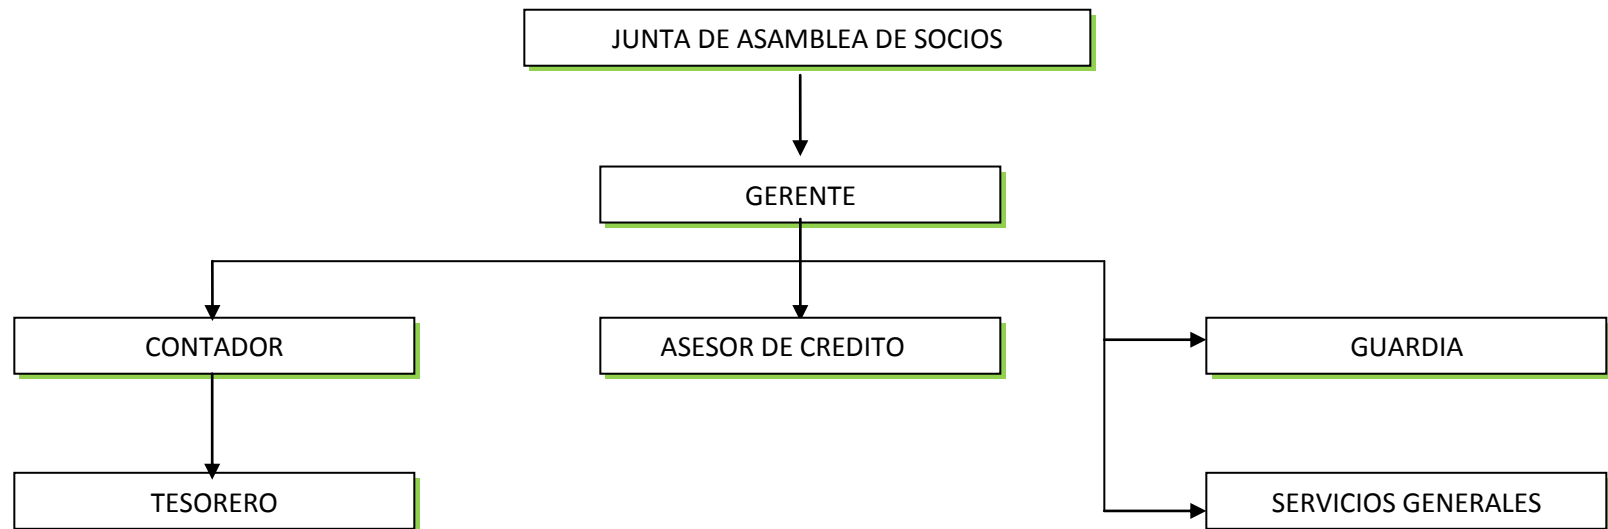 JUNTA DE ASAMBLEA DE SOCIOS
GERENTE
CONTADOR
ASESOR DE CREDITO
GUARDIA
TESORERO
SERVICIOS GENERALES